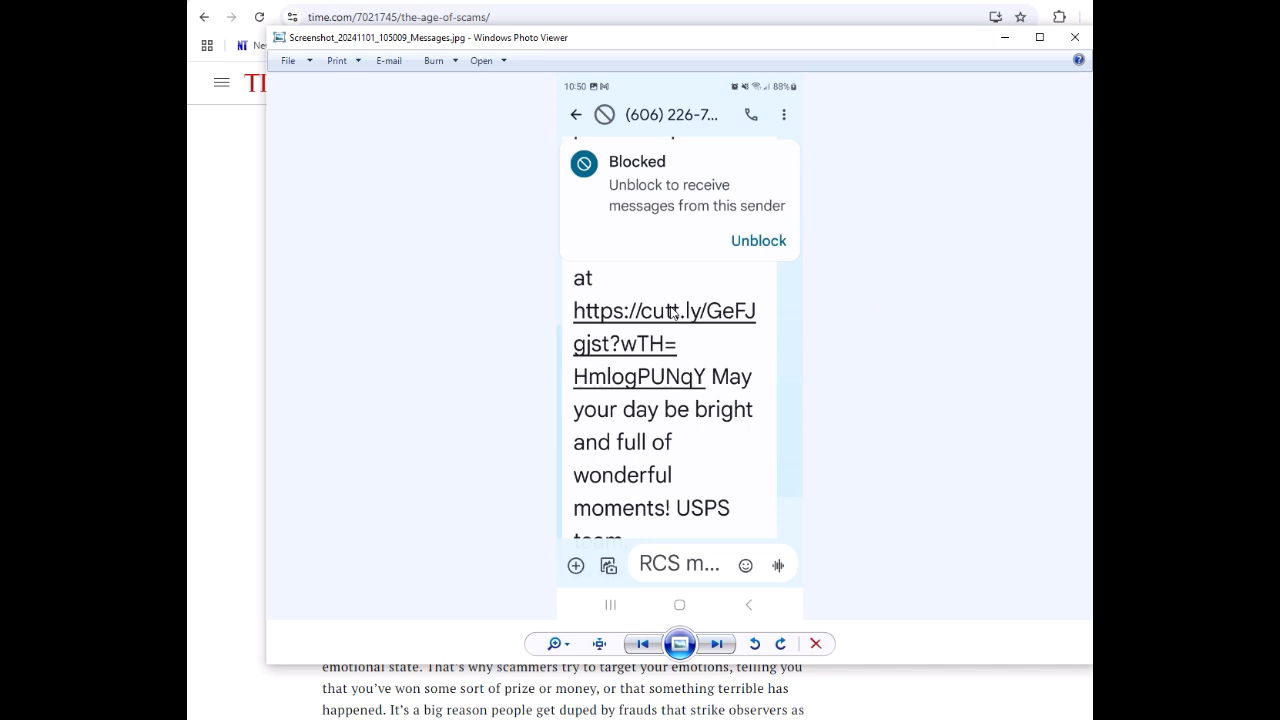 time.com/7021745/the-age-of-scams/
Screenshot_20241101_105009_Messages.jpg - Windows Photo Viewer
NT Ne
File Print E-mail Burn Open
TI
10:50 88%
(606) 226-7...
Blocked
Unblock to receive
messages from this sender
Unblock
at
https://cutt.ly/GeFJ
gjst?wTH=
HmlogPUNqY May
your day be bright
and full of
wonderful
moments! USPS
team
RCS m...
emotional state. That's why scammers try to target your emotions, telling you
that you've won some sort of prize or money, or that something terrible has
happened. It's a big reason people get duped by frauds that strike observers as